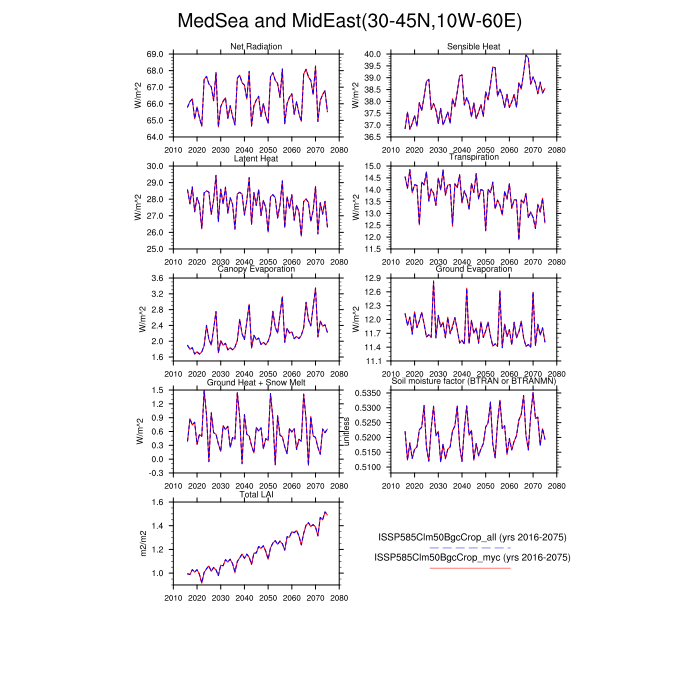 MedSea and MidEast(30-45N,10W-60E)
Net Radiation
W/m^2
69.0
68.0
67.0
66.0
65.0
64.0
2010 2020 2030 2040 2050 2060 2070 2080
Sensible Heat
W/m^2
40.0
39.5
39.0
38.5
38.0
37.5
37.0
36.5
2010 2020 2030 2040 2050 2060 2070 2080
Latent Heat
W/m^2
30.0
29.0
28.0
27.0
26.0
25.0
2010 2020 2030 2040 2050 2060 2070 2080
Transpiration
W/m^2
15.0
14.5
14.0
13.5
13.0
12.5
12.0
11.5
2010 2020 2030 2040 2050 2060 2070 2080
Canopy Evaporation
W/m^2
3.6
3.2
2.8
2.4
2.0
1.6
2010 2020 2030 2040 2050 2060 2070 2080
Ground Evaporation
W/m^2
12.9
12.6
12.3
12.0
11.7
11.4
11.1
2010 2020 2030 2040 2050 2060 2070 2080
Ground Heat + Snow Melt
W/m^2
1.5
1.2
0.9
0.6
0.3
0.0
-0.3
2010 2020 2030 2040 2050 2060 2070 2080
Soil moisture factor (BTRAN or BTRANMN)
unitless
0.5350
0.5300
0.5250
0.5200
0.5150
0.5100
2010 2020 2030 2040 2050 2060 2070 2080
Total LAI
m2/m2
1.6
1.4
1.2
1.0
2010 2020 2030 2040 2050 2060 2070 2080
ISSP585Clm50BgcCrop_all (yrs 2016-2075)
ISSP585Clm50BgcCrop_myc (yrs 2016-2075)